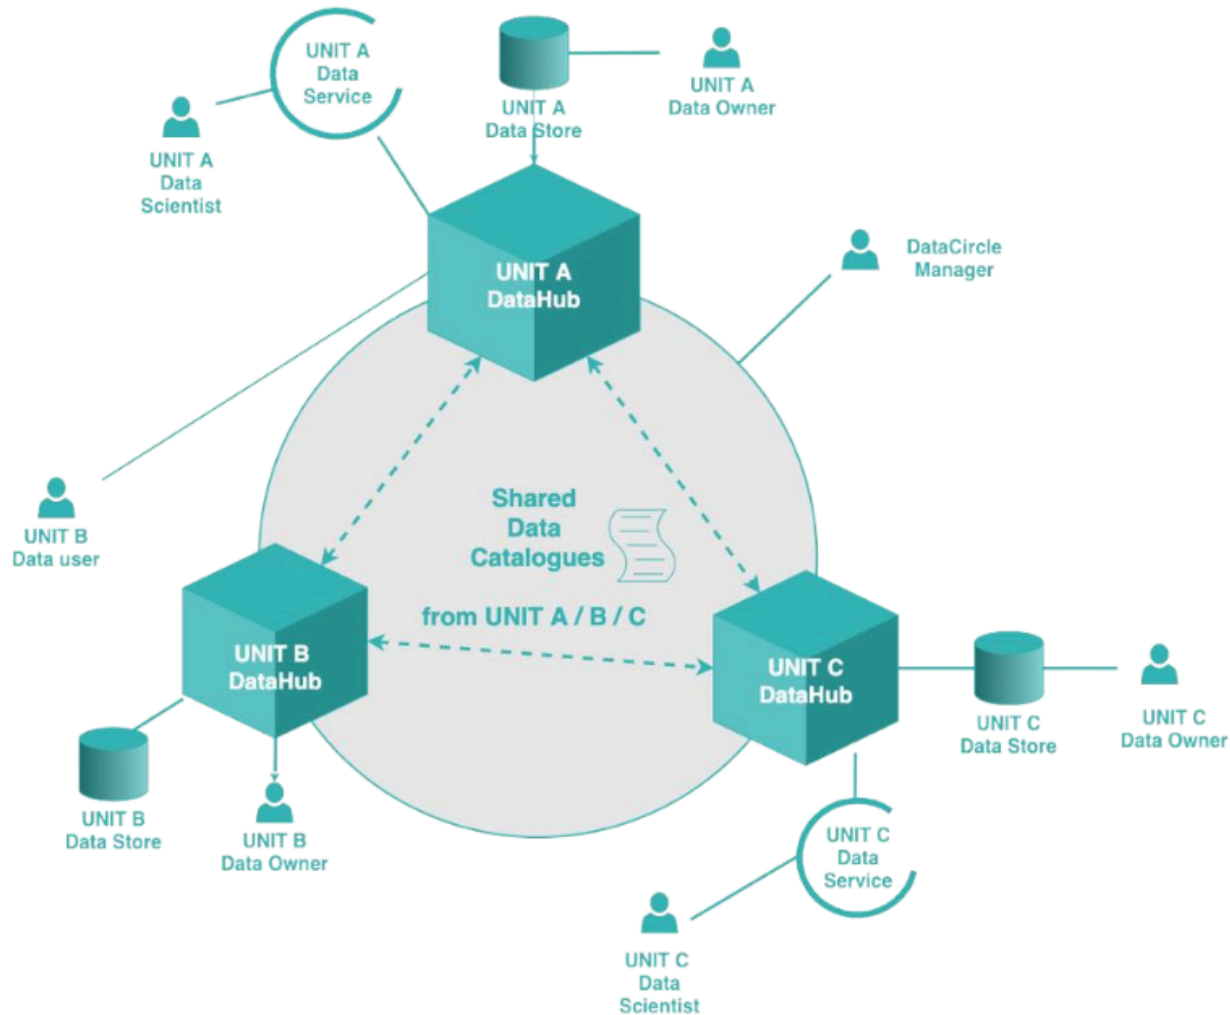 UNIT A
Data
Service
UNIT A
Data Store
UNIT A
Data Owner
UNIT A
Data
Scientist
UNIT A
DataHub
DataCircle
Manager
UNIT B
Data user
Shared
Data
Catalogues
from UNIT A / B / C
UNIT B
DataHub
UNIT C
DataHub
UNIT C
Data Store
UNIT C
Data Owner
UNIT B
Data Store
UNIT B
Data Owner
UNIT C
Data
Service
UNIT C
Data
Scientist